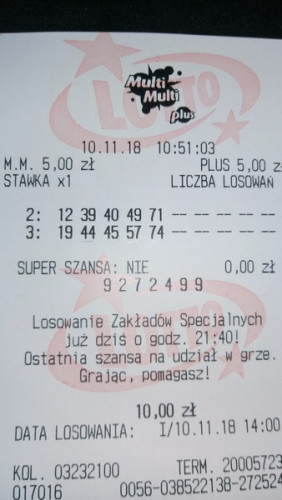 LOTTO
Multi
Multi
plus
10.11.18 10:51:03
M.M. 5,00 zł PLUS 5,00 z
STAWKA x1 LICZBA LOSOWAŃ
2: 12 39 40 49 71 -- -- -- -- --
3: 19 44 45 57 74 -- -- -- -- --
SUPER SZANSA: NIE 0,00 zł
9272499
LOTTO
Losowanie Zakładów Specjalnych
już dziś o godz. 21:40!
Ostatnia szansa na udział w grze.
Grając, pomagasz!
10,00 zł
DATA LOSOWANIA: I/10.11.18 14:00
KOL. 03232100 TERM. 20005723
017016 0056-038522138-272524